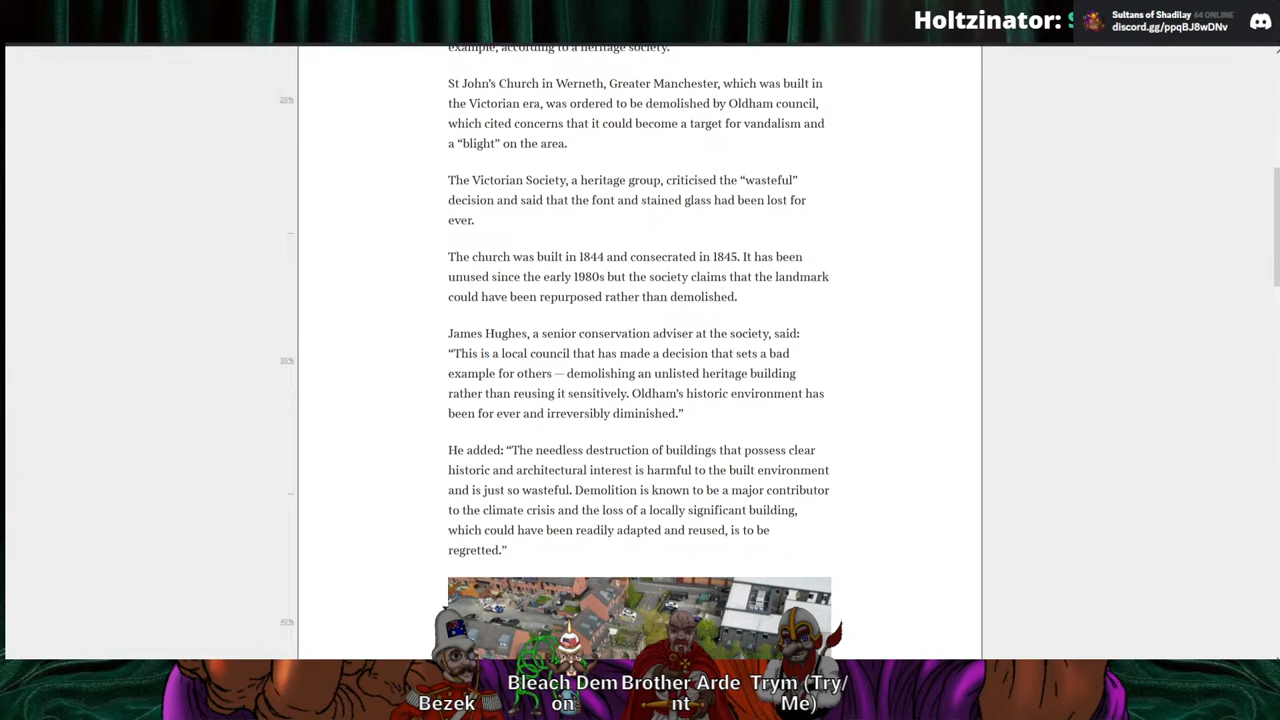 Holtzinator:
Sultans of Shadilay 64 ONLINE
discord.gg/ppqBJ8wDNv
example, according to a heritage society.
20%
St John's Church in Werneth, Greater Manchester, which was built in
the Victorian era, was ordered to be demolished by Oldham council,
which cited concerns that it could become a target for vandalism and
a “blight” on the area.
The Victorian Society, a heritage group, criticised the “wasteful”
decision and said that the font and stained glass had been lost for
ever.
The church was built in 1844 and consecrated in 1845. It has been
unused since the early 1980s but the society claims that the landmark
could have been repurposed rather than demolished.
James Hughes, a senior conservation adviser at the society, said:
“This is a local council that has made a decision that sets a bad
30%
example for others — demolishing an unlisted heritage building
rather than reusing it sensitively. Oldham's historic environment has
been for ever and irreversibly diminished.”
He added: “The needless destruction of buildings that possess clear
historic and architectural interest is harmful to the built environment
and is just so wasteful. Demolition is known to be a major contributor
to the climate crisis and the loss of a locally significant building,
which could have been readily adapted and reused, is to be
regretted.”
40%
Bezek
Bleach Dem
on
Brother Arde
nt
Trym (Try/
Me)